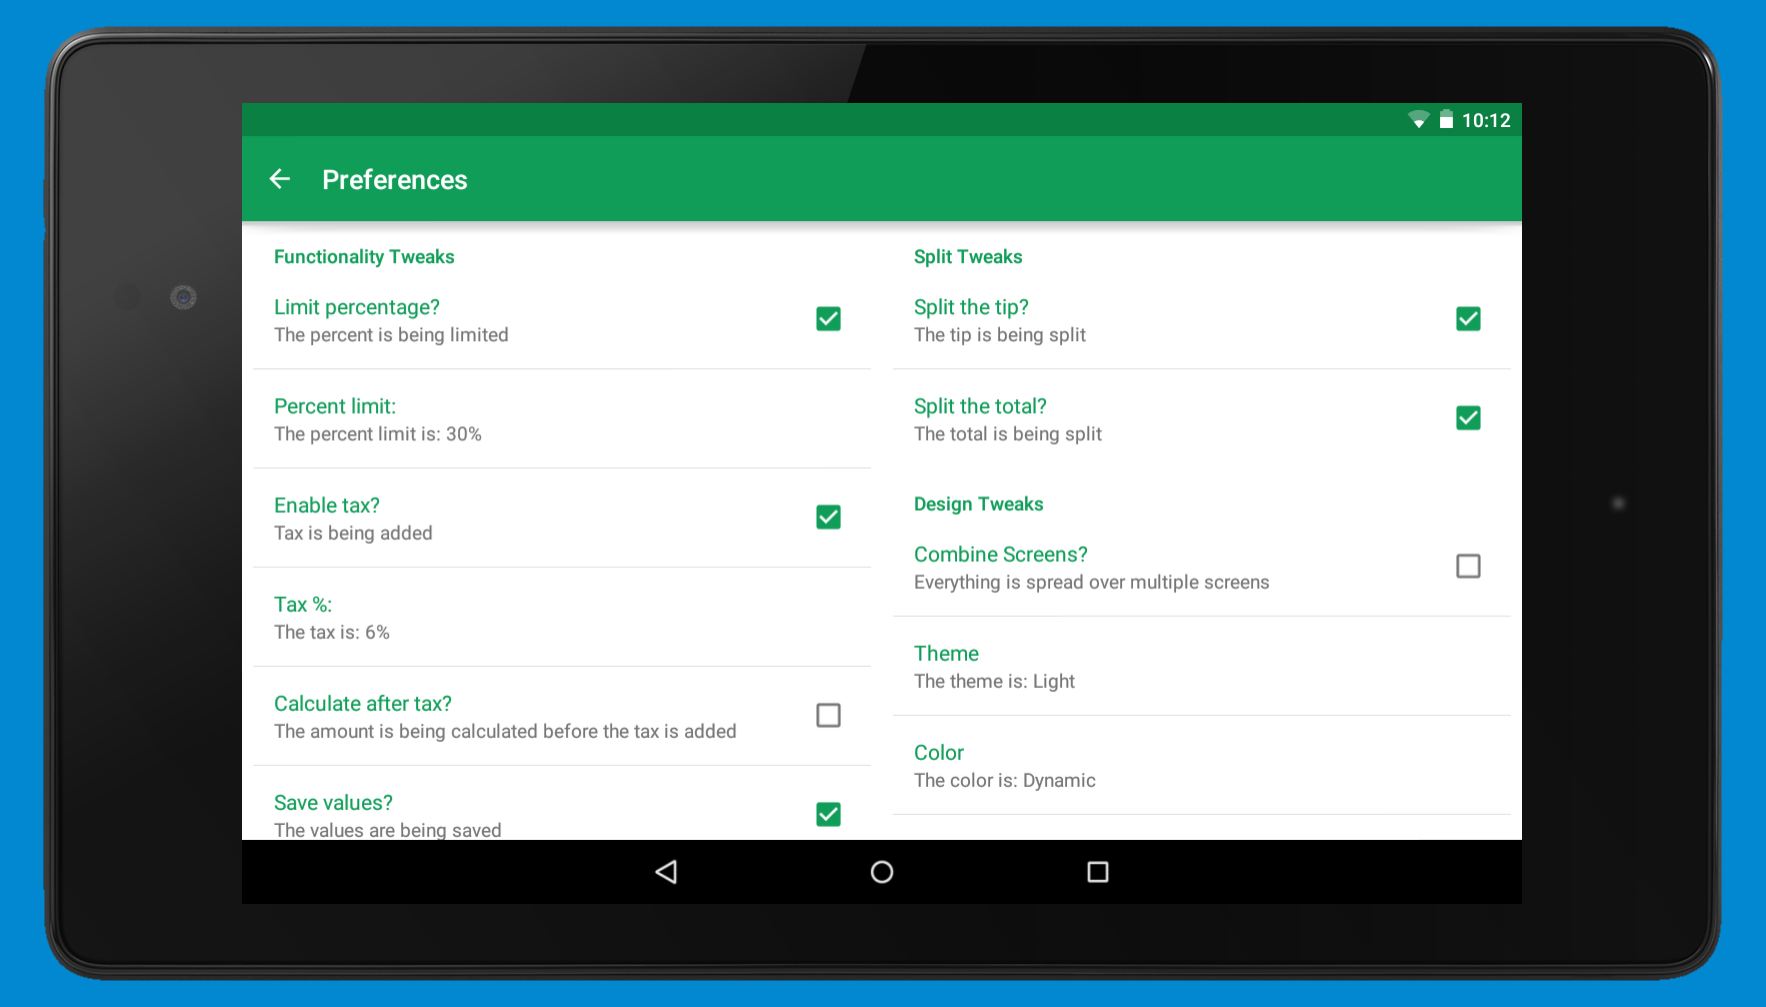 10:12
Preferences
Functionality Tweaks
Limit percentage?
The percent is being limited
Percent limit:
The percent limit is: 30%
Enable tax?
Tax is being added
Tax %:
The tax is: 6%
Calculate after tax?
The amount is being calculated before the tax is added
Save values?
The values are being saved
Split Tweaks
Split the tip?
The tip is being split
Split the total?
The total is being split
Design Tweaks
Combine Screens?
Everything is spread over multiple screens
Theme
The theme is: Light
Color
The color is: Dynamic